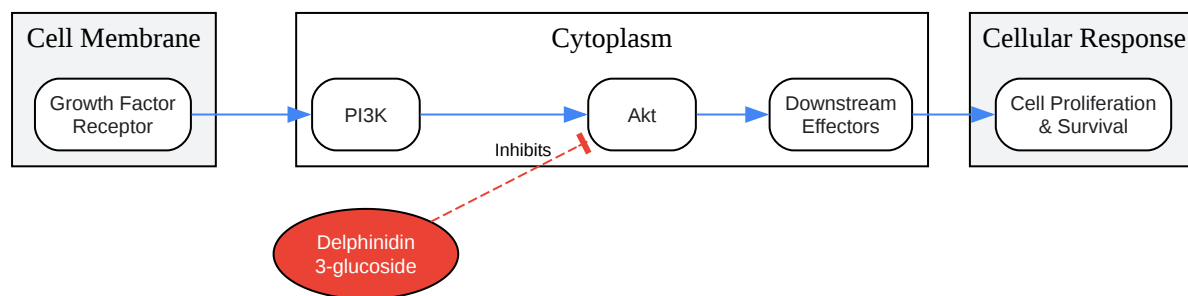 Cell Membrane
Cytoplasm
Cellular Response
Growth Factor
Receptor
PI3K
Akt
Downstream
Effectors
Cell Proliferation
& Survival
Inhibits
Delphinidin
3-glucoside